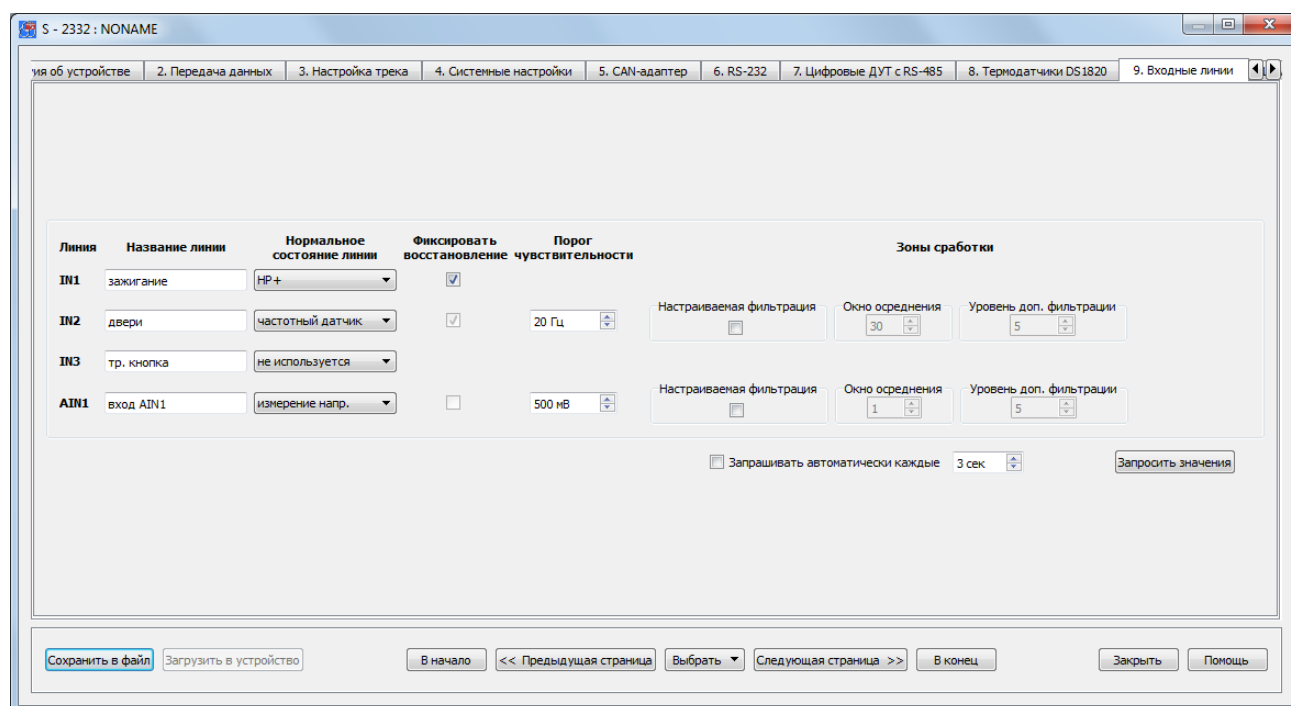 S - 2332 : NONAME
ия об устройстве 2. Передача данных 3. Настройка трека 4. Системные настройки 5. CAN-адаптер 6. RS-232 7. Цифровые ДУТ с RS-485 8. Термодатчики DS1820 9. Входные линии
Линия Название линии Нормальное состояние линии Фиксировать восстановление Порог чувствительности Зоны сработки
IN1 зажигание НР+
Настраиваемая фильтрация Окно осреднения Уровень доп. фильтрации
IN2 двери частотный датчик 20 Гц 30 5
IN3 тр. кнопка не используется
Настраиваемая фильтрация Окно осреднения Уровень доп. фильтрации
AIN1 вход AIN1 измерение напр. 500 мВ 1 5
Запрашивать автоматически каждые 3 сек Запросить значения
Сохранить в файл Загрузить в устройство В начало << Предыдущая страница Выбрать Следующая страница >> В конец Закрыть Помощь